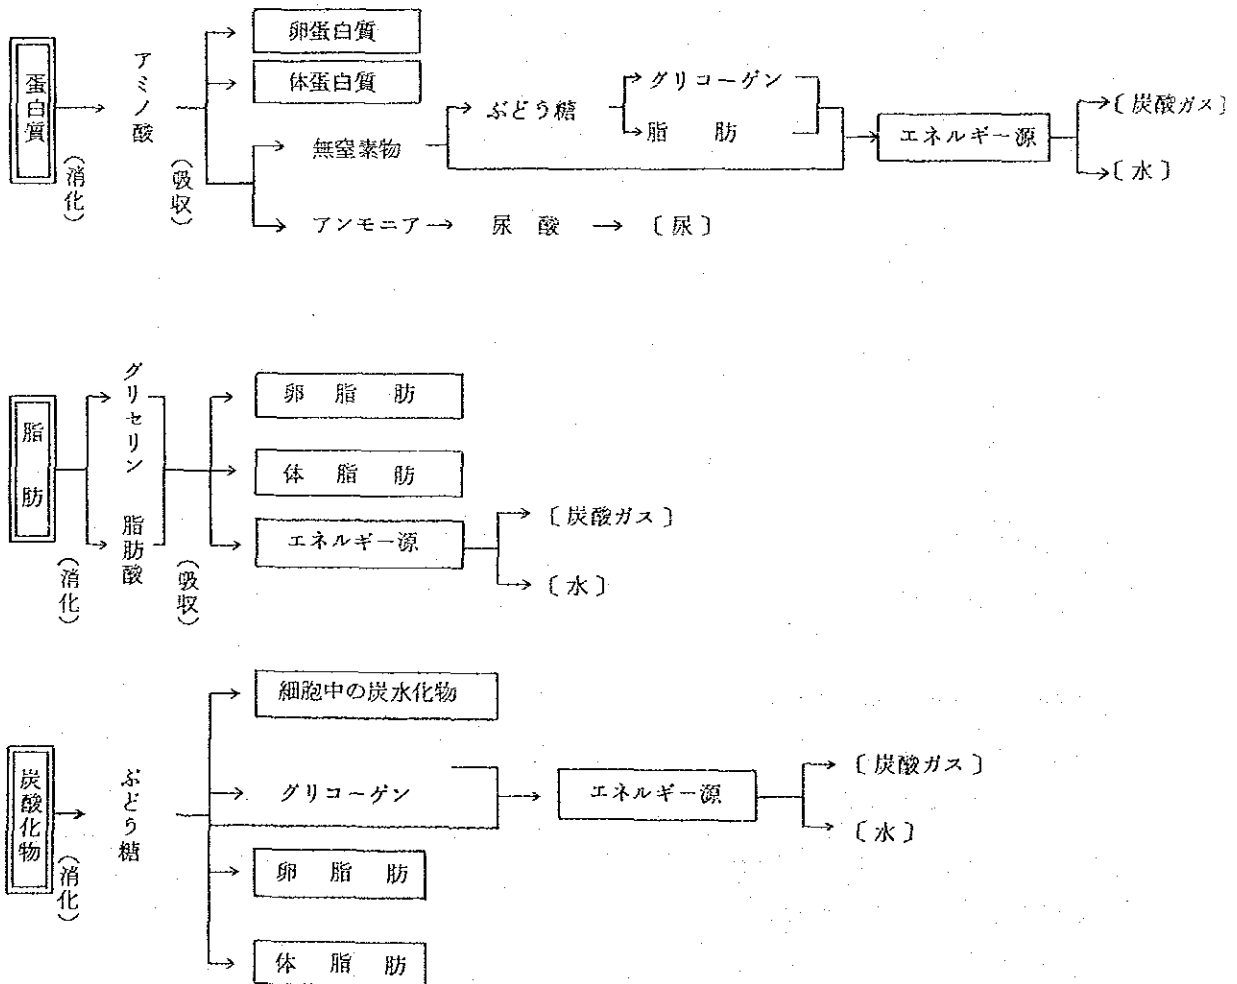 蛋白質
(消化)
アミノ酸
(吸収)
卵蛋白質
体蛋白質
無窒素物
ぶどう糖
グリコーゲン
脂肪
エネルギー源
〔炭酸ガス〕
〔水〕
アンモニア
尿酸
〔尿〕
脂肪
(消化)
グリセリン
脂肪酸
(吸収)
卵脂肪
体脂肪
エネルギー源
〔炭酸ガス〕
〔水〕
炭酸化物
(消化)
ぶどう糖
細胞中の炭水化物
グリコーゲン
エネルギー源
〔炭酸ガス〕
〔水〕
卵脂肪
体脂肪